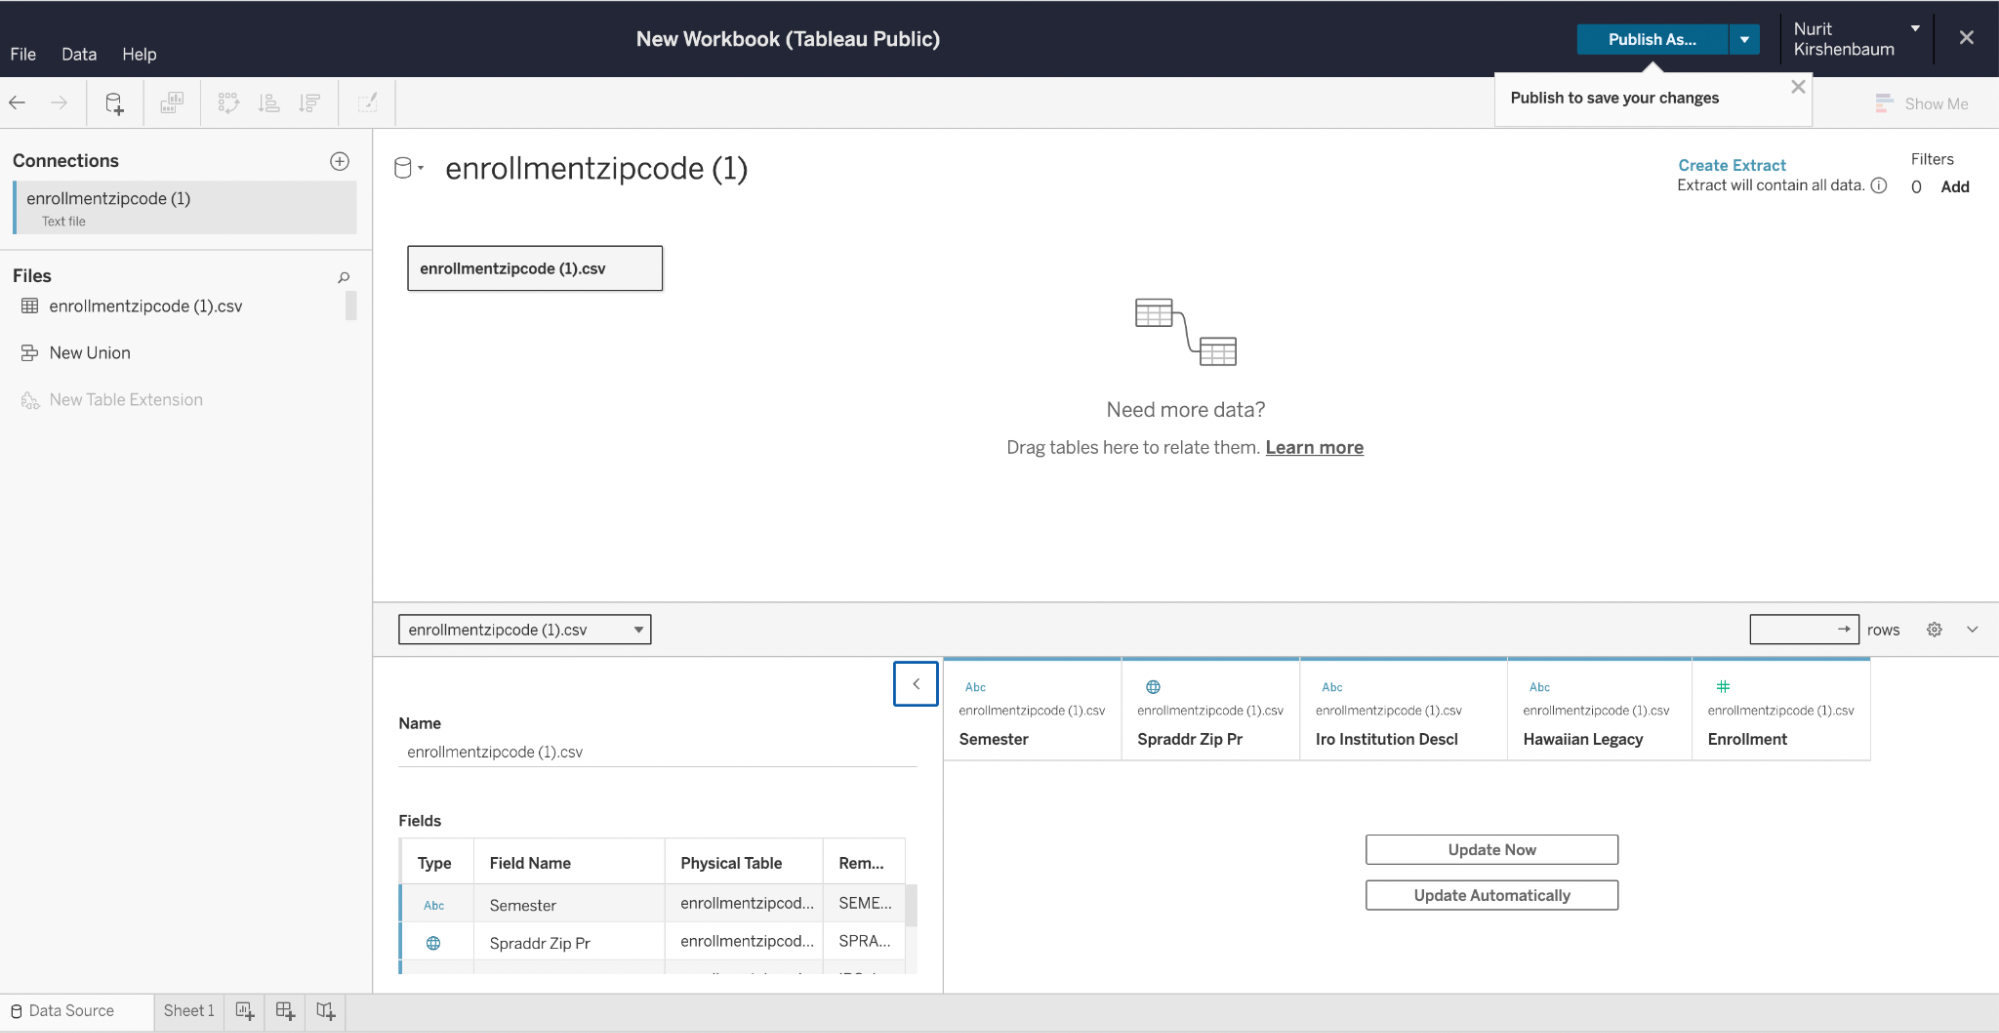 New Workbook (Tableau Public)
File Data Help
Publish As...
Nurit
Kirshenbaum
Publish to save your changes
Show Me
Connections
enrollmentzipcode (1)
Text file
Files
enrollmentzipcode (1).csv
New Union
New Table Extension
enrollmentzipcode (1)
Create Extract
Extract will contain all data.
Filters
0 Add
enrollmentzipcode (1).csv
Need more data?
Drag tables here to relate them. Learn more
enrollmentzipcode (1).csv
rows
Name
enrollmentzipcode (1).csv
Fields
Type Field Name Physical Table Rem...
Abc Semester enrollmentzipcod... SEME...
Spraddr Zip Pr enrollmentzipcod... SPRA...
Abc Abc Abc #
enrollmentzipcode (1).csv enrollmentzipcode (1).csv enrollmentzipcode (1).csv enrollmentzipcode (1).csv enrollmentzipcode (1).csv
Semester Spraddr Zip Pr Iro Institution Descl Hawaiian Legacy Enrollment
Update Now
Update Automatically
Data Source Sheet 1